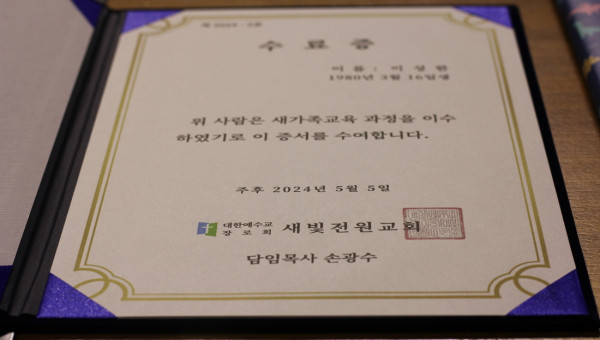 수 료 증
이 름 : 이 성 원
1980년 3월 16일생
위 사람은 새가족교육 과정을 이수
하였기로 이 증서를 수여합니다.
주후 2024년 5월 5일
대한예수교
장 로 회
새빛전원교회
담임목사 손광수